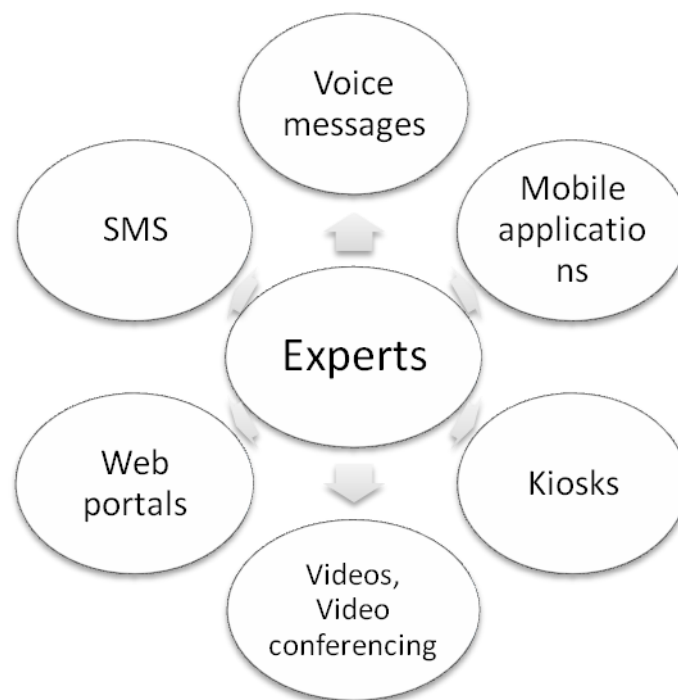 Voice
messages
SMS
Mobile
applicatio
ns
Experts
Web
portals
Kiosks
Videos,
Video
conferencing